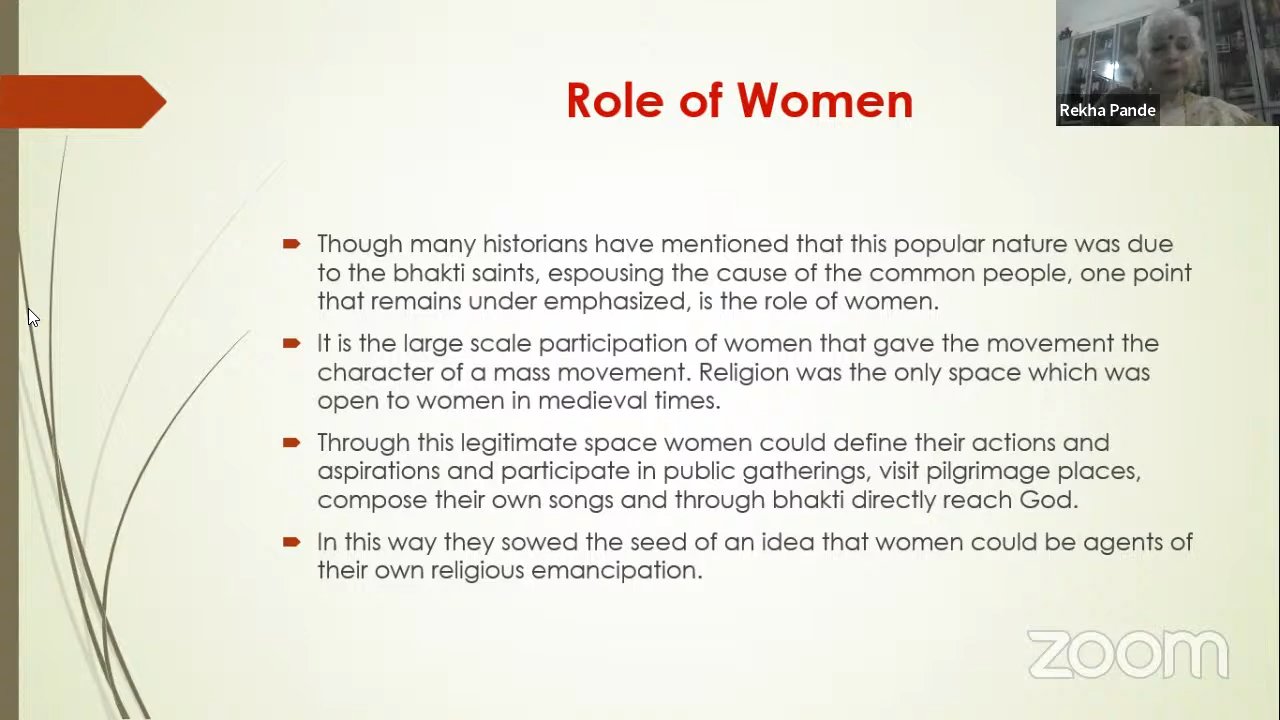 Role of Women
Rekha Pande
Though many historians have mentioned that this popular nature was due
to the bhakti saints, espousing the cause of the common people, one point
that remains under emphasized, is the role of women.
It is the large scale participation of women that gave the movement the
character of a mass movement. Religion was the only space which was
open to women in medieval times.
Through this legitimate space women could define their actions and
aspirations and participate in public gatherings, visit pilgrimage places,
compose their own songs and through bhakti directly reach God.
In this way they sowed the seed of an idea that women could be agents of
their own religious emancipation.
zoom